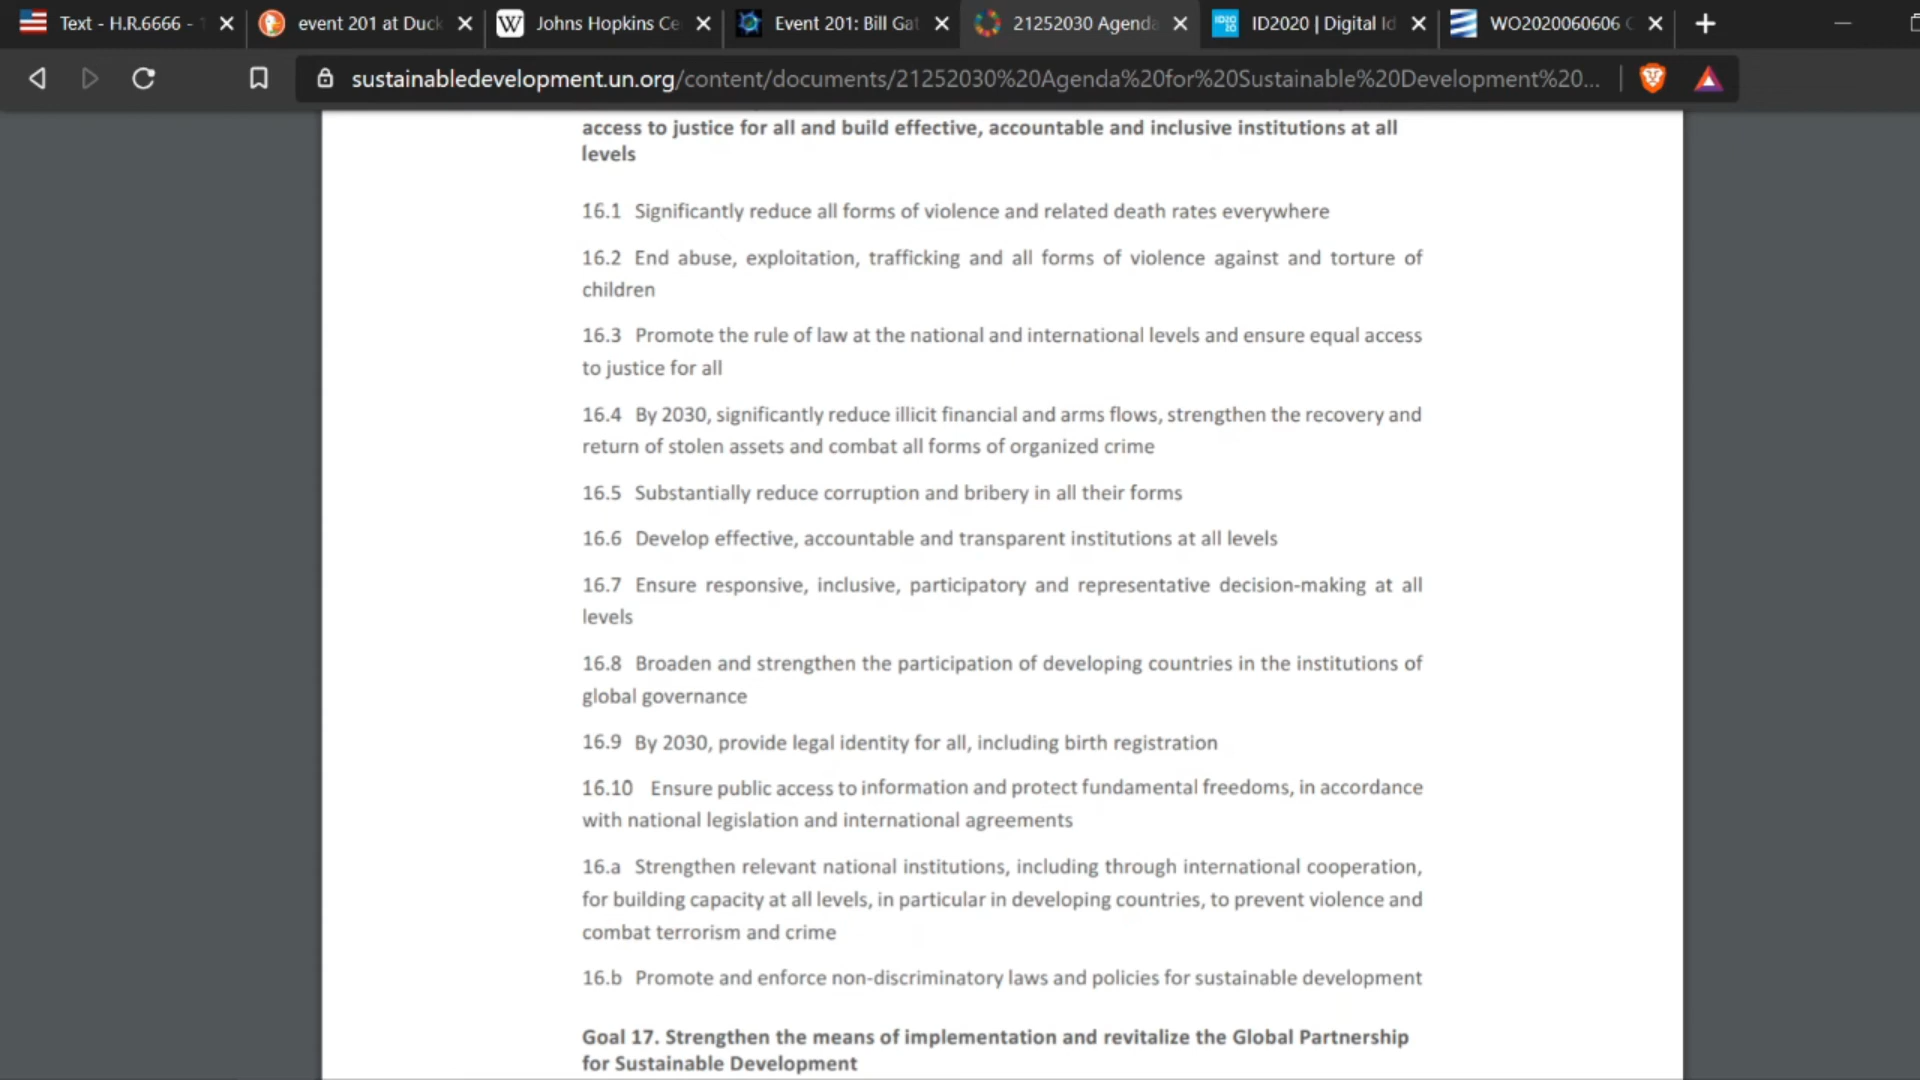 Text - H.R.6666 -
event 201 at Duck
W
Johns Hopkins Ce
Event 201: Bill Gat
21252030 Agenda
ID2020
ID2020 | Digital Id
WO2020060606
sustainabledevelopment.un.org/content/documents/21252030%20Agenda%20for%20Sustainable%20Development%20...
access to justice for all and build effective, accountable and inclusive institutions at all
levels
16.1 Significantly reduce all forms of violence and related death rates everywhere
16.2 End abuse, exploitation, trafficking and all forms of violence against and torture of
children
16.3 Promote the rule of law at the national and international levels and ensure equal access
to justice for all
16.4 By 2030, significantly reduce illicit financial and arms flows, strengthen the recovery and
return of stolen assets and combat all forms of organized crime
16.5 Substantially reduce corruption and bribery in all their forms
16.6 Develop effective, accountable and transparent institutions at all levels
16.7 Ensure responsive, inclusive, participatory and representative decision-making at all
levels
16.8 Broaden and strengthen the participation of developing countries in the institutions of
global governance
16.9 By 2030, provide legal identity for all, including birth registration
16.10 Ensure public access to information and protect fundamental freedoms, in accordance
with national legislation and international agreements
16.a Strengthen relevant national institutions, including through international cooperation,
for building capacity at all levels, in particular in developing countries, to prevent violence and
combat terrorism and crime
16.b Promote and enforce non-discriminatory laws and policies for sustainable development
Goal 17. Strengthen the means of implementation and revitalize the Global Partnership
for Sustainable Development